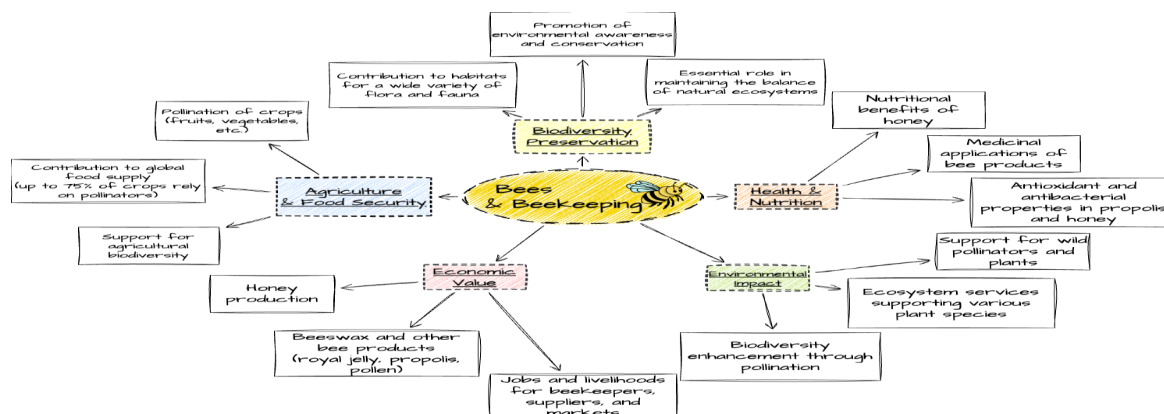 Promotion of
environmental awareness
and conservation
Contribution to habitats
for a wide variety of
flora and fauna
Essential role in
maintaining the balance
of natural ecosystems
Biodiversity
Preservation
Pollination of crops
(fruits, vegetables,
etc.)
Contribution to global
food supply
(up to 75% of crops rely
on pollinators)
Support for
agricultural
biodiversity
Agriculture
& Food Security
Bees
& Beekeeping
Health &
Nutrition
Nutritional
benefits of
honey
Medicinal
applications of
bee products
Antioxidant and
antibacterial
properties in propolis
and honey
Economic
Value
Honey
production
Beeswax and other
bee products
(royal jelly, propolis,
pollen)
Jobs and livelihoods
for beekeepers,
suppliers, and
markets
Environmental
Impact
Support for wild
pollinators and
plants
Ecosystem services
supporting various
plant species
Biodiversity
enhancement through
pollination